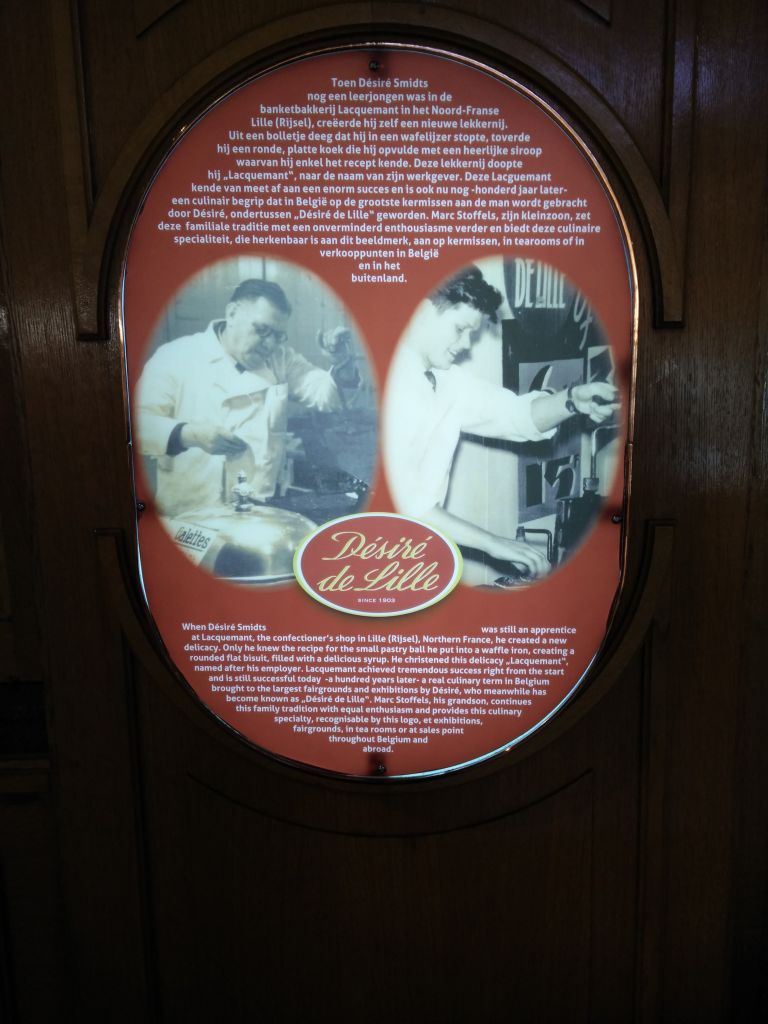 Toen Désiré Smidts
nog een leerjongen was in de
banketbakkerij Lacquemant in het Noord-Franse
Lille (Rijsel), creëerde hij zelf een nieuwe lekkernij.
Uit een bolletje deeg dat hij in een wafelijzer stopte, toverde
hij een ronde, platte koek die hij opvulde met een heerlijke siroop
waarvan hij enkel het recept kende. Deze lekkernij doopte
hij „Lacquemant“, naar de naam van zijn werkgever. Deze Lacguemant
kende van meet af aan een enorm succes en is ook nu nog -honderd jaar later-
een culinair begrip dat in België op de grootste kermissen aan de man wordt gebracht
door Désiré, ondertussen „Désiré de Lille“ geworden. Marc Stoffels, zijn kleinzoon, zet
deze familiale traditie met een onverminderd enthousiasme verder en biedt deze culinaire
specialiteit, die herkenbaar is aan dit beeldmerk, aan op kermissen, in tearooms of in
verkooppunten in België
en in het
buitenland.
DE LILLE
Galettes
Désiré
de Lille
SINCE 1903
When Désiré Smidts was still an apprentice
at Lacquemant, the confectioner's shop in Lille (Rijsel), Northern France, he created a new
delicacy. Only he knew the recipe for the small pastry ball he put into a waffle iron, creating a
rounded flat bisuit, filled with a delicious syrup. He christened this delicacy „Lacquemant“,
named after his employer. Lacquemant achieved tremendous success right from the start
and is still successful today -a hundred years later- a real culinary term in Belgium
brought to the largest fairgrounds and exhibitions by Désiré, who meanwhile has
become known as „Désiré de Lille“. Marc Stoffels, his grandson, continues
this family tradition with equal enthusiasm and provides this culinary
specialty, recognisable by this logo, et exhibitions,
fairgrounds, in tea rooms or at sales point
throughout Belgium and
abroad.